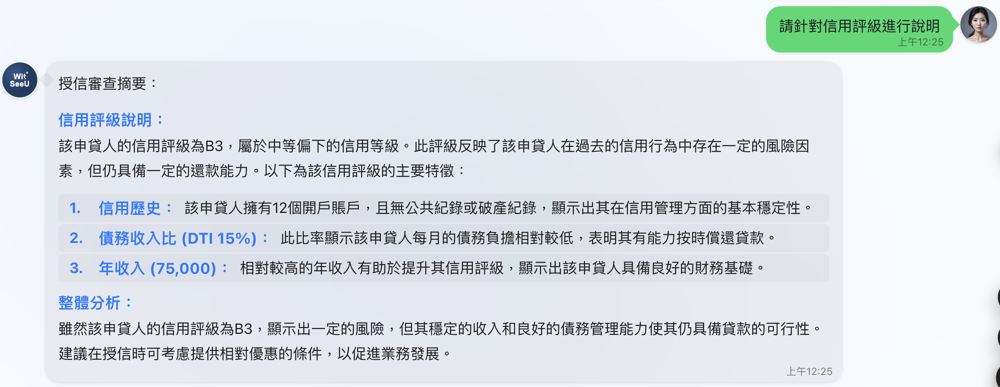 請針對信用評級進行說明
上午12:25
Wit®
SeeU
授信審查摘要：
信用評級說明：
該申貸人的信用評級為B3，屬於中等偏下的信用等級。此評級反映了該申貸人在過去的信用行為中存在一定的風險因
素，但仍具備一定的還款能力。以下為該信用評級的主要特徵：
1. 信用歷史： 該申貸人擁有12個開戶賬戶，且無公共紀錄或破產紀錄，顯示出其在信用管理方面的基本穩定性。
2. 債務收入比 (DTI 15%)： 此比率顯示該申貸人每月的債務負擔相對較低，表明其有能力按時償還貸款。
3. 年收入 (75,000)： 相對較高的年收入有助於提升其信用評級，顯示出該申貸人具備良好的財務基礎。
整體分析：
雖然該申貸人的信用評級為B3，顯示出一定的風險，但其穩定的收入和良好的債務管理能力使其仍具備貸款的可行性。
建議在授信時可考慮提供相對優惠的條件，以促進業務發展。
上午12:25